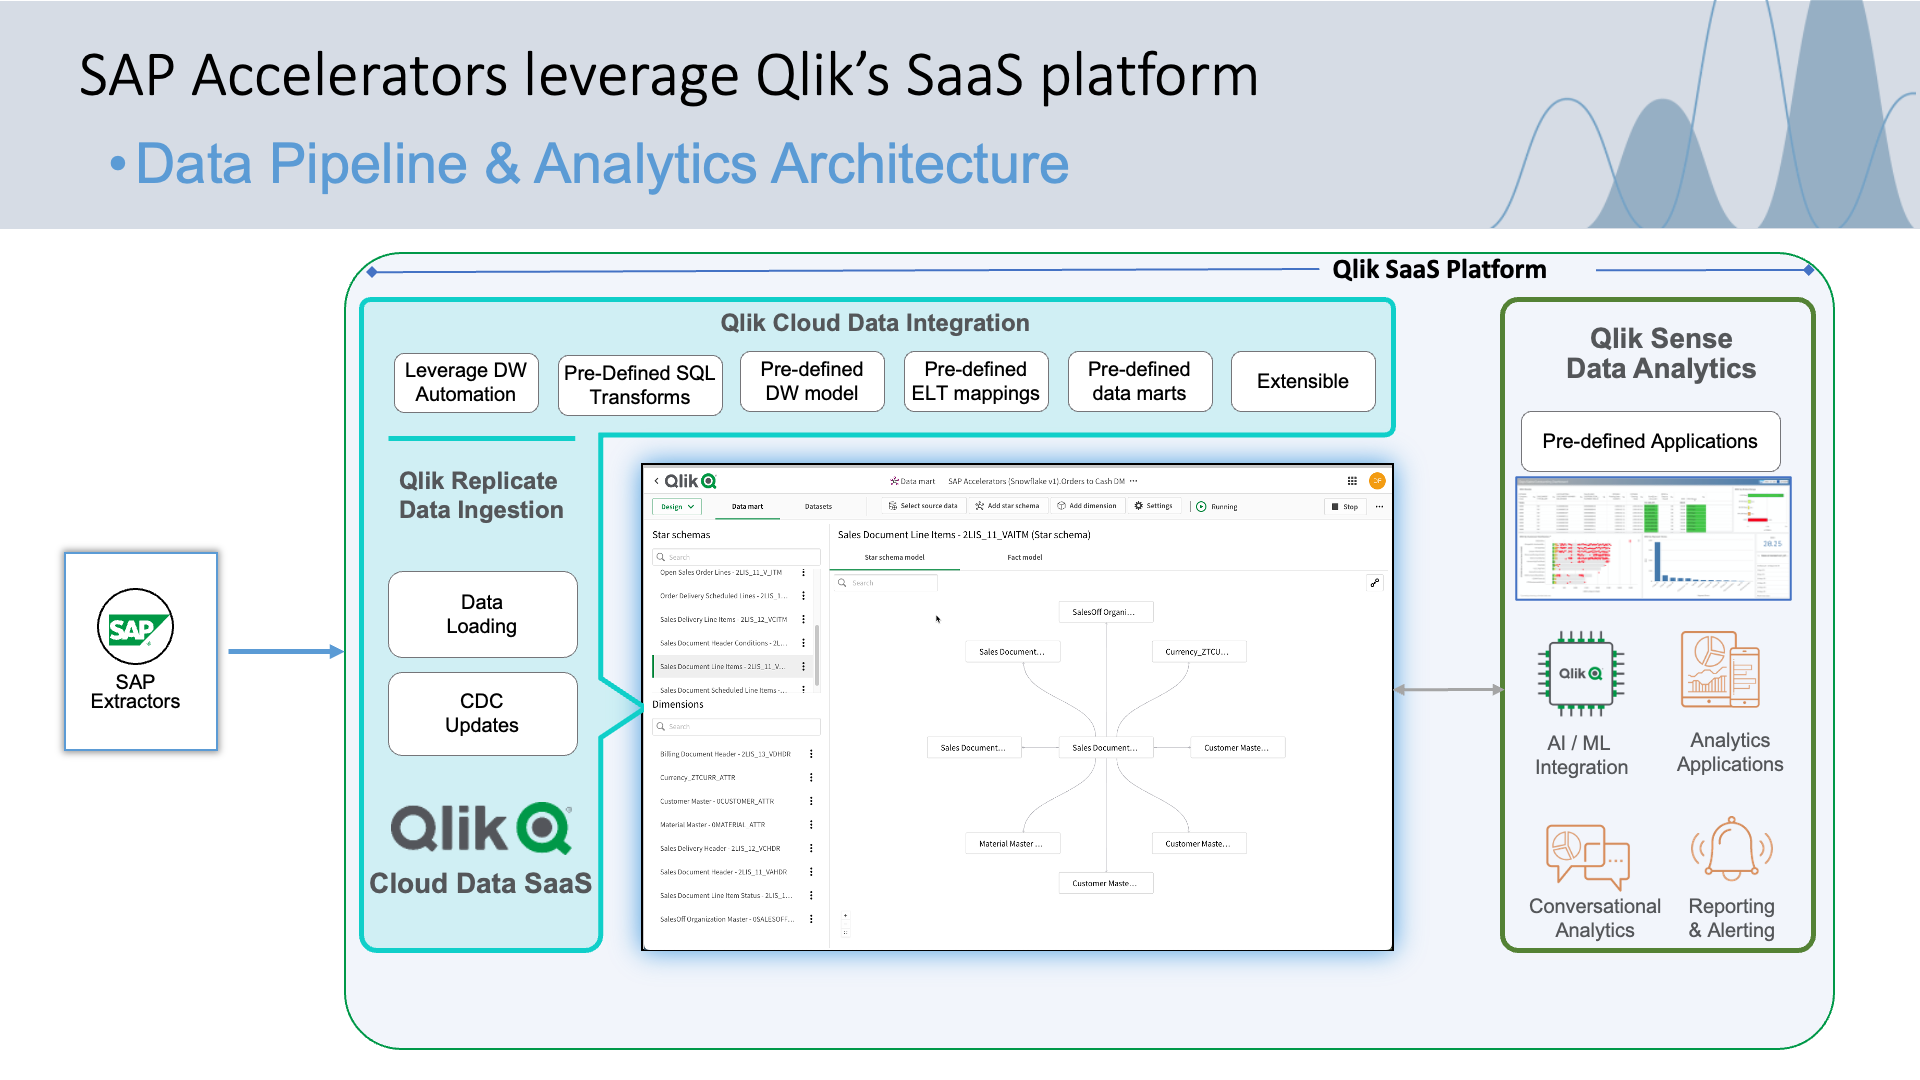 SAP Accelerators leverage Qlik's SaaS platform
•Data Pipeline & Analytics Architecture
Qlik SaaS Platform
Qlik Cloud Data Integration
Leverage DW
Automation
Pre-Defined SQL
Transforms
Pre-defined
DW model
Pre-defined
ELT mappings
Pre-defined
data marts
Extensible
Qlik Replicate
Data Ingestion
SAP
SAP
Extractors
Data
Loading
CDC
Updates
Qlik
Cloud Data SaaS
Qlik
Data mart
SAP Accelerators (Snowflake v1).Orders to Cash DM
DF
Design
Data mart
Datasets
Select source data
Add star schema
Add dimension
Settings
Running
Stop
Star schemas
Search
Open Sales Order Lines - 2LIS_11_V_ITM
Order Delivery Scheduled Lines - 2LIS_1...
Sales Delivery Line Items - 2LIS_12_VCITM
Sales Document Header Conditions - 2L...
Sales Document Line Items - 2LIS_11_V...
Sales Document Scheduled Line Items -...
Dimensions
Search
Billing Document Header - 2LIS_13_VDHDR
Currency_ZTCURR_ATTR
Customer Master - 0CUSTOMER_ATTR
Material Master - 0MATERIAL_ATTR
Sales Delivery Header - 2LIS_12_VCHDR
Sales Document Header - 2LIS_11_VAHDR
Sales Document Line Item Status - 2LIS_1...
SalesOff Organization Master - 0SALESOFF...
Sales Document Line Items - 2LIS_11_VAITM (Star schema)
Star schema model
Fact model
Search
SalesOff Organi...
Sales Document...
Currency_ZTCU...
Sales Document...
Sales Document...
Customer Maste...
Material Master ...
Customer Maste...
Customer Maste...
Qlik Sense
Data Analytics
Pre-defined Applications
28.25
Qlik
AI / ML
Integration
Analytics
Applications
Conversational
Analytics
Reporting
& Alerting